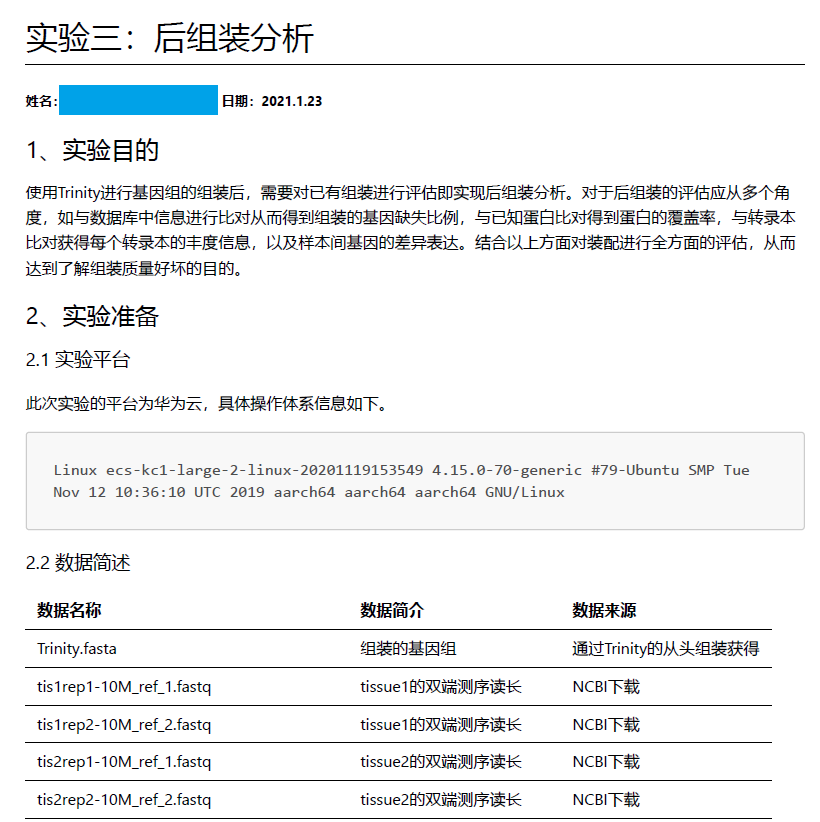 实验三：后组装分析
姓名： 日期：2021.1.23
1、实验目的
使用Trinity进行基因组的组装后，需要对已有组装进行评估即实现后组装分析。对于后组装的评估应从多个角
度，如与数据库中信息进行比对从而得到组装的基因缺失比例，与已知蛋白比对得到蛋白的覆盖率，与转录本
比对获得每个转录本的丰度信息，以及样本间基因的差异表达。结合以上方面对装配进行全方面的评估，从而
达到了解组装质量好坏的目的。
2、实验准备
2.1 实验平台
此次实验的平台为华为云，具体操作体系信息如下。
Linux ecs-kc1-large-2-linux-20201119153549 4.15.0-70-generic #79-Ubuntu SMP Tue
Nov 12 10:36:10 UTC 2019 aarch64 aarch64 aarch64 GNU/Linux
2.2 数据简述
数据名称 数据简介 数据来源
Trinity.fasta 组装的基因组 通过Trinity的从头组装获得
tis1rep1-10M_ref_1.fastq tissue1的双端测序读长 NCBI下载
tis1rep2-10M_ref_2.fastq tissue1的双端测序读长 NCBI下载
tis2rep1-10M_ref_1.fastq tissue2的双端测序读长 NCBI下载
tis2rep2-10M_ref_2.fastq tissue2的双端测序读长 NCBI下载